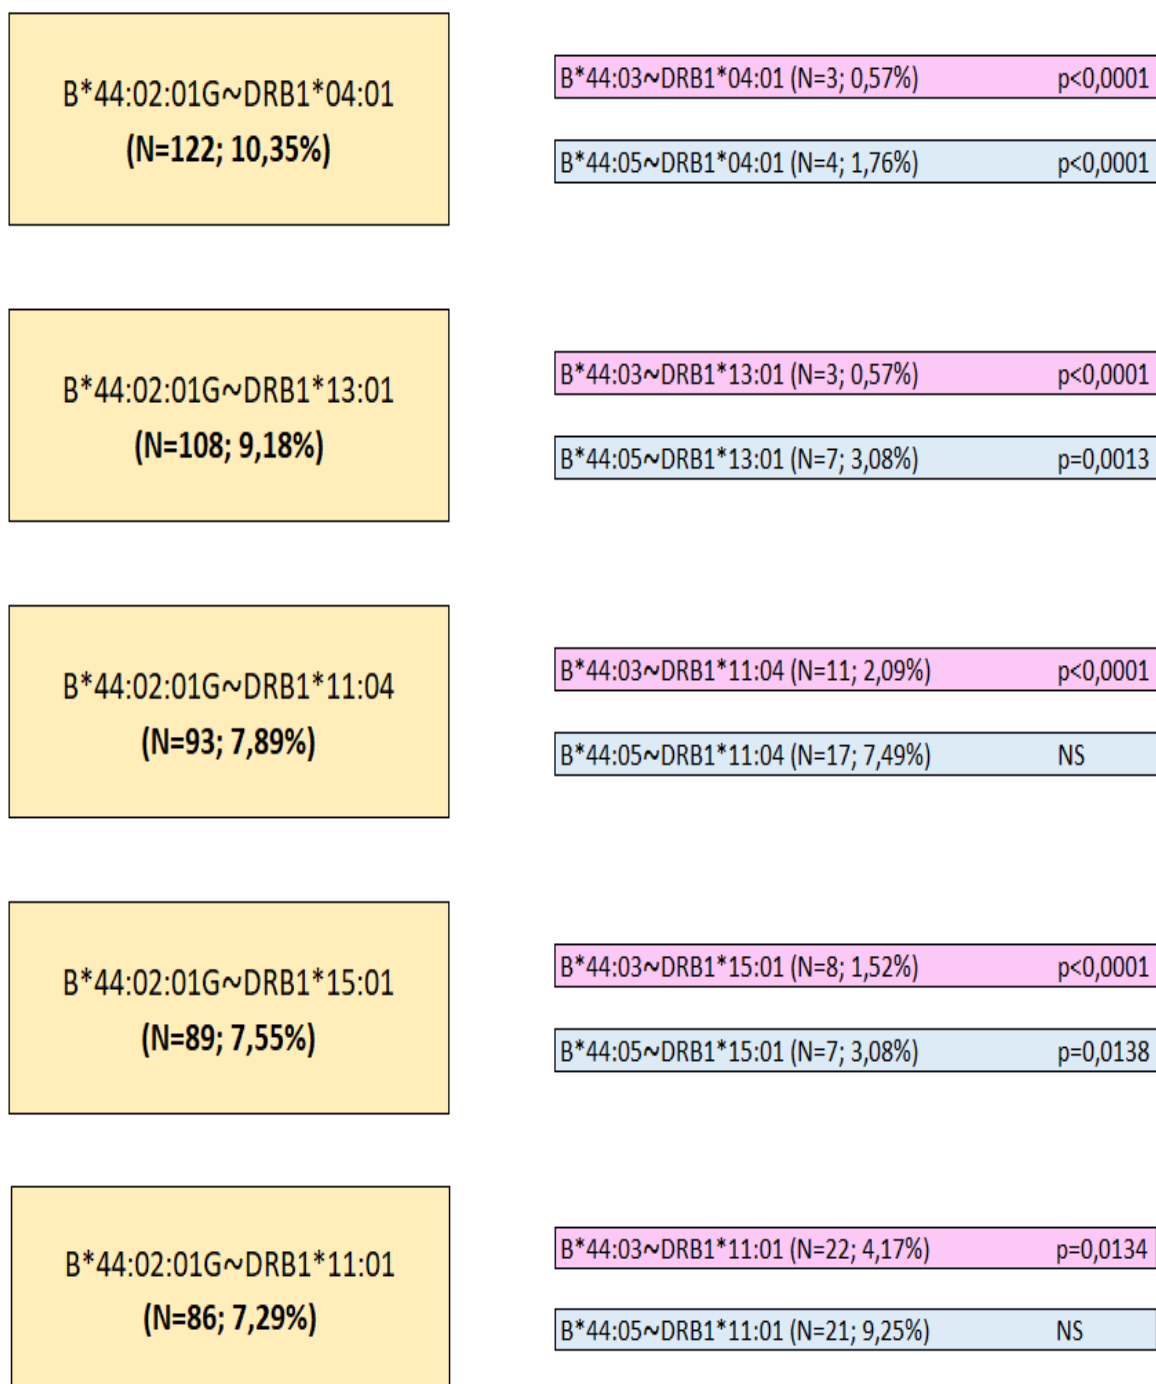 B*44:02:01G~DRB1*04:01
(N=122; 10,35%)
B*44:03~DRB1*04:01 (N=3; 0,57%) p<0,0001
B*44:05~DRB1*04:01 (N=4; 1,76%) p<0,0001
B*44:02:01G~DRB1*13:01
(N=108; 9,18%)
B*44:03~DRB1*13:01 (N=3; 0,57%) p<0,0001
B*44:05~DRB1*13:01 (N=7; 3,08%) p=0,0013
B*44:02:01G~DRB1*11:04
(N=93; 7,89%)
B*44:03~DRB1*11:04 (N=11; 2,09%) p<0,0001
B*44:05~DRB1*11:04 (N=17; 7,49%) NS
B*44:02:01G~DRB1*15:01
(N=89; 7,55%)
B*44:03~DRB1*15:01 (N=8; 1,52%) p<0,0001
B*44:05~DRB1*15:01 (N=7; 3,08%) p=0,0138
B*44:02:01G~DRB1*11:01
(N=86; 7,29%)
B*44:03~DRB1*11:01 (N=22; 4,17%) p=0,0134
B*44:05~DRB1*11:01 (N=21; 9,25%) NS